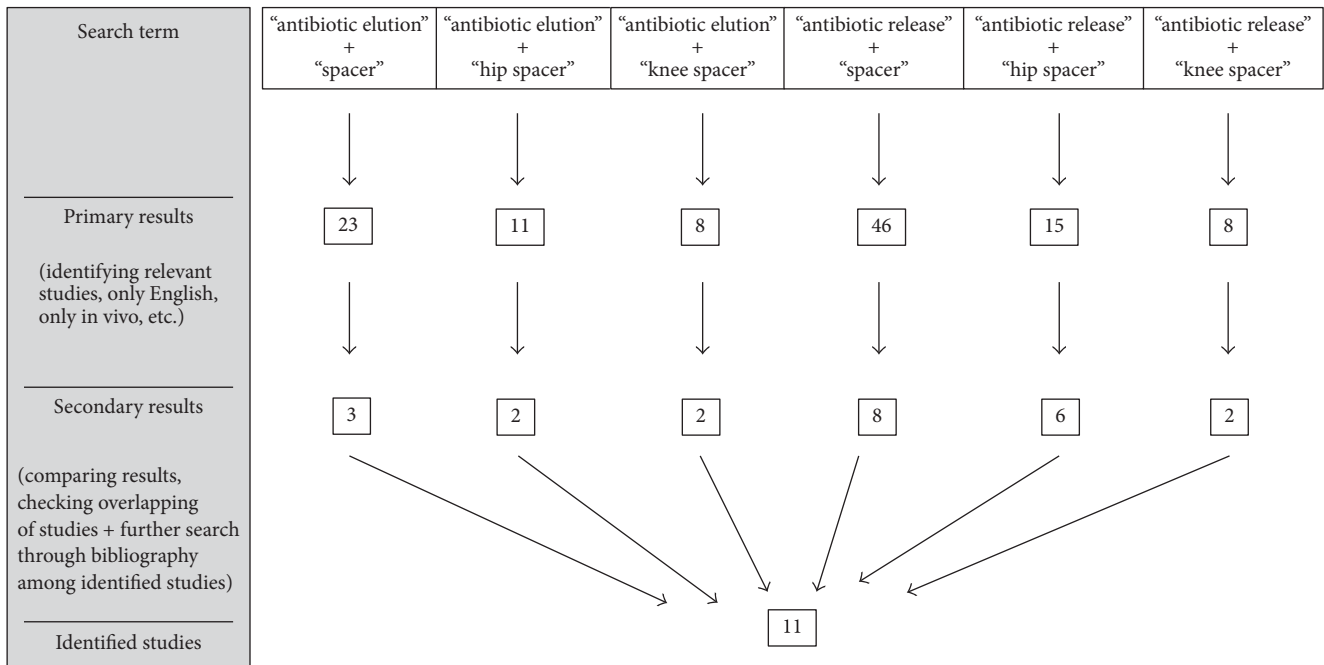 Search term
“antibiotic elution”
+
“spacer”
“antibiotic elution”
+
“hip spacer”
“antibiotic elution”
+
“knee spacer”
“antibiotic release”
+
“spacer”
“antibiotic release”
+
“hip spacer”
“antibiotic release”
+
“knee spacer”
Primary results
(identifying relevant
studies, only English,
only in vivo, etc.)
23
11
8
46
15
8
Secondary results
(comparing results,
checking overlapping
of studies + further search
through bibliography
among identified studies)
3
2
2
8
6
2
Identified studies
11